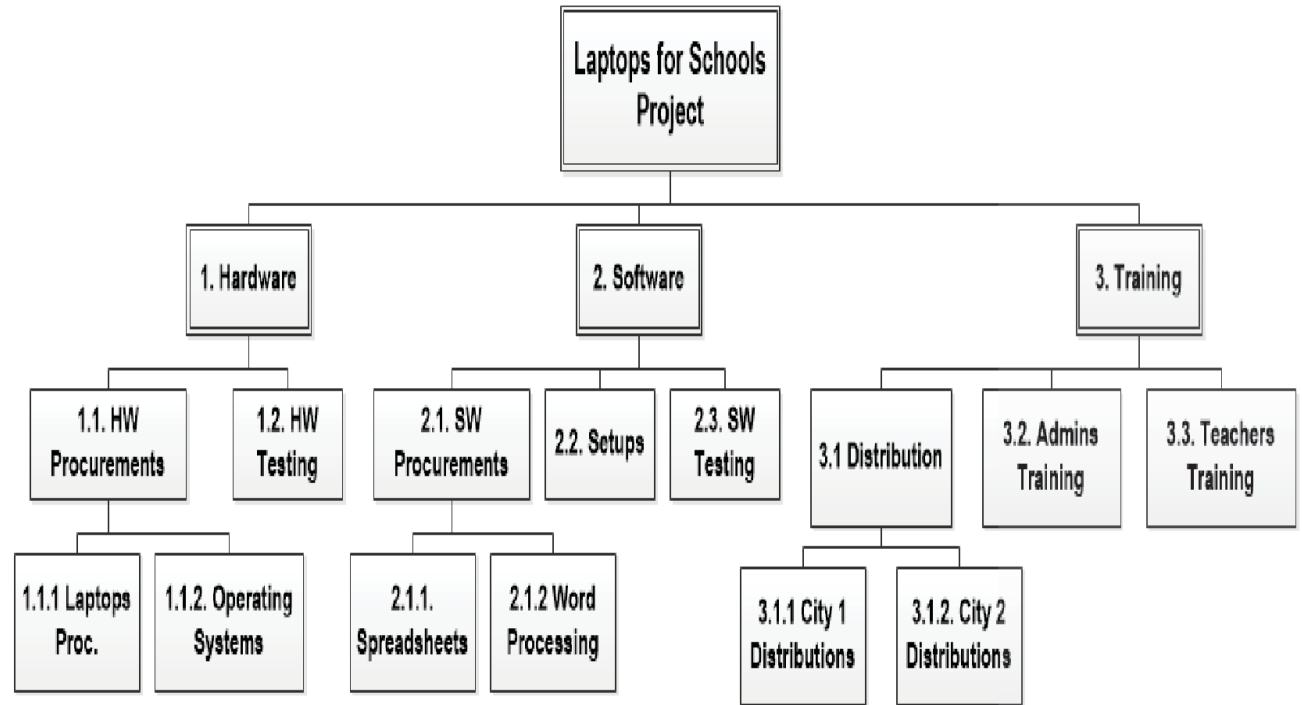 Laptops for Schools
Project
1. Hardware
2. Software
3. Training
1.1. HW
Procurements
1.2. HW
Testing
2.1. SW
Procurements
2.2. Setups
2.3. SW
Testing
3.1 Distribution
3.2. Admins
Training
3.3. Teachers
Training
1.1.1 Laptops
Proc.
1.1.2. Operating
Systems
2.1.1.
Spreadsheets
2.1.2 Word
Processing
3.1.1 City 1
Distributions
3.1.2. City 2
Distributions